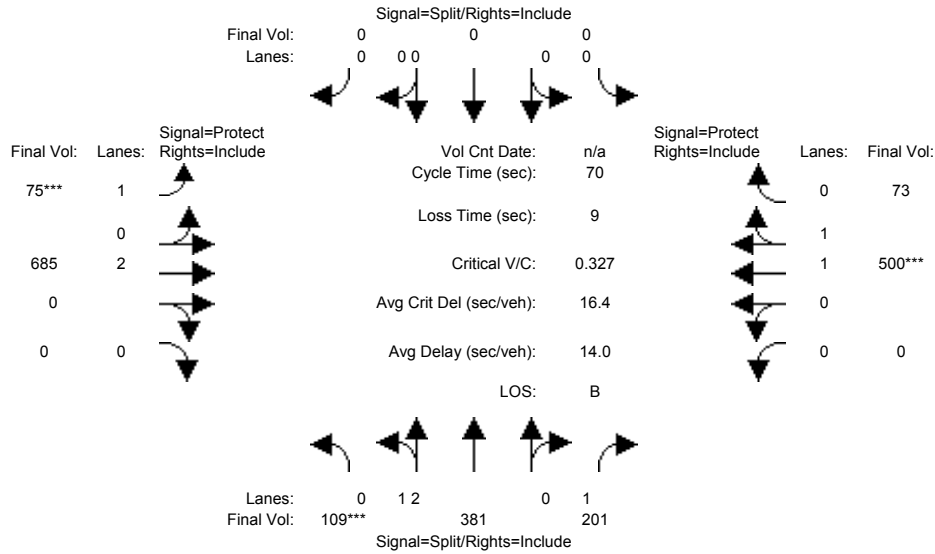 Signal=Split/Rights=Include
Final Vol: 0 0 0
Lanes: 0 0 0 0 0
Signal=Protect Signal=Protect
Final Vol: Lanes: Rights=Include Vol Cnt Date: n/a Rights=Include Lanes: Final Vol:
Cycle Time (sec): 70
75*** 1 0 73
Loss Time (sec): 9
0 1
685 2 Critical V/C: 0.327 1 500***
0 Avg Crit Del (sec/veh): 16.4 0
0 0 Avg Delay (sec/veh): 14.0 0 0
LOS: B
Lanes: 0 1 2 0 1
Final Vol: 109*** 381 201
Signal=Split/Rights=Include